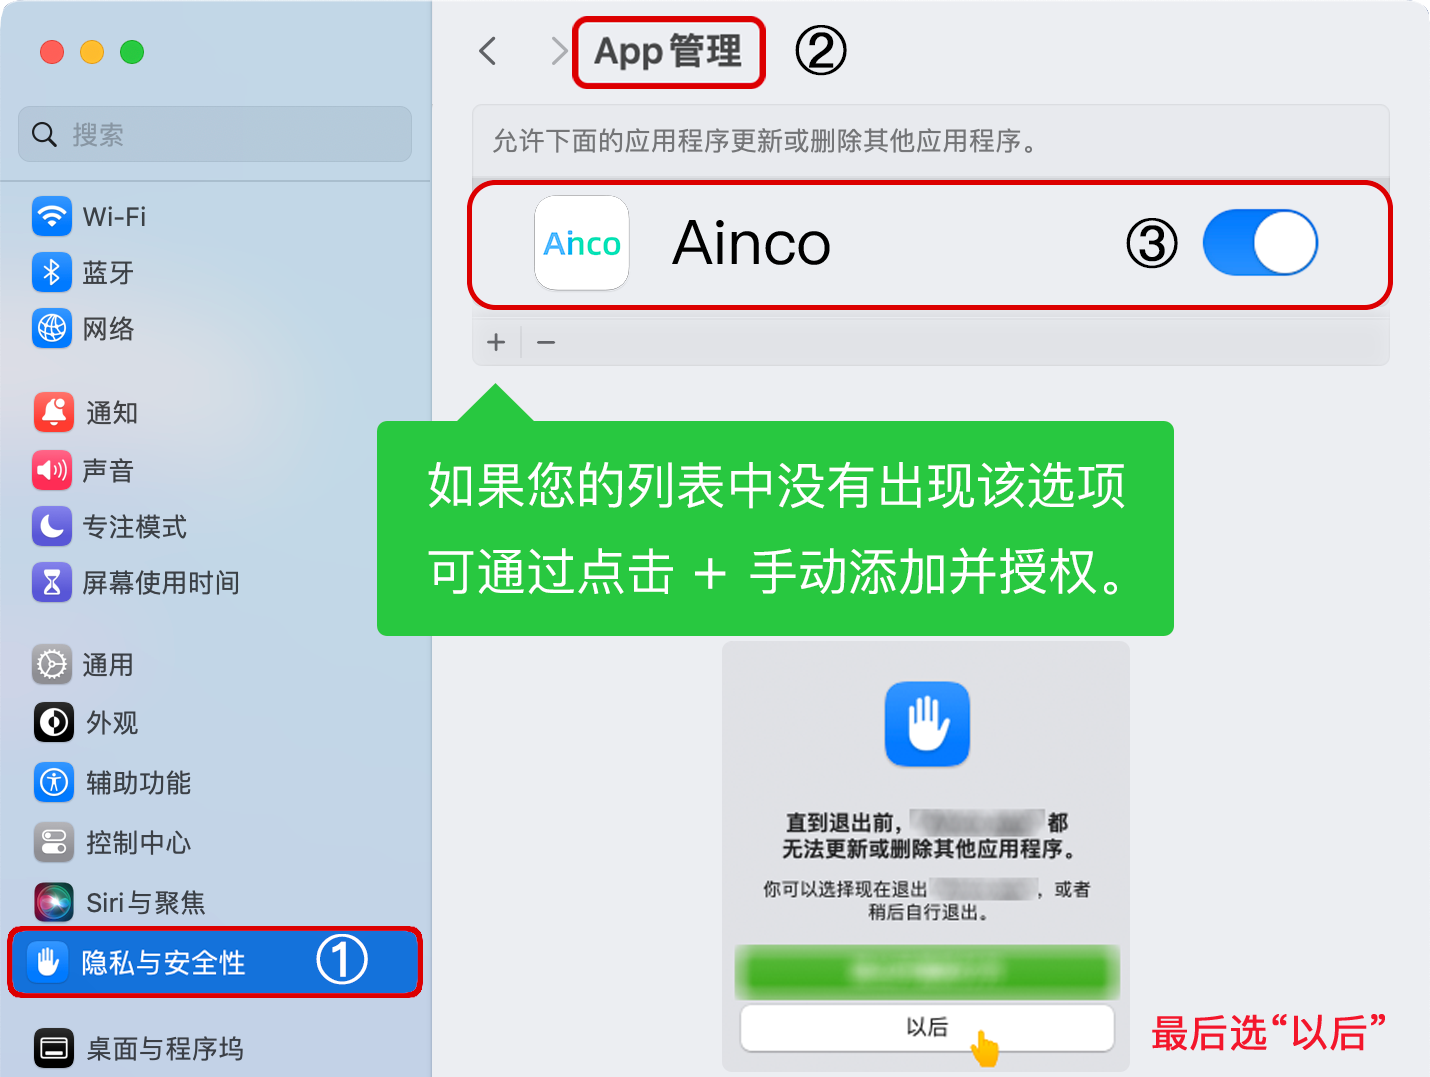 App管理 ②
搜索
允许下面的应用程序更新或删除其他应用程序。
Wi-Fi
蓝牙
网络
通知
声音
专注模式
屏幕使用时间
通用
外观
辅助功能
控制中心
Siri与聚焦
隐私与安全性 ①
桌面与程序坞
Ainco Ainco ③
+ −
如果您的列表中没有出现该选项
可通过点击 + 手动添加并授权。
直到退出前，都
无法更新或删除其他应用程序。
你可以选择现在退出，或者
稍后自行退出。
以后
最后选“以后”